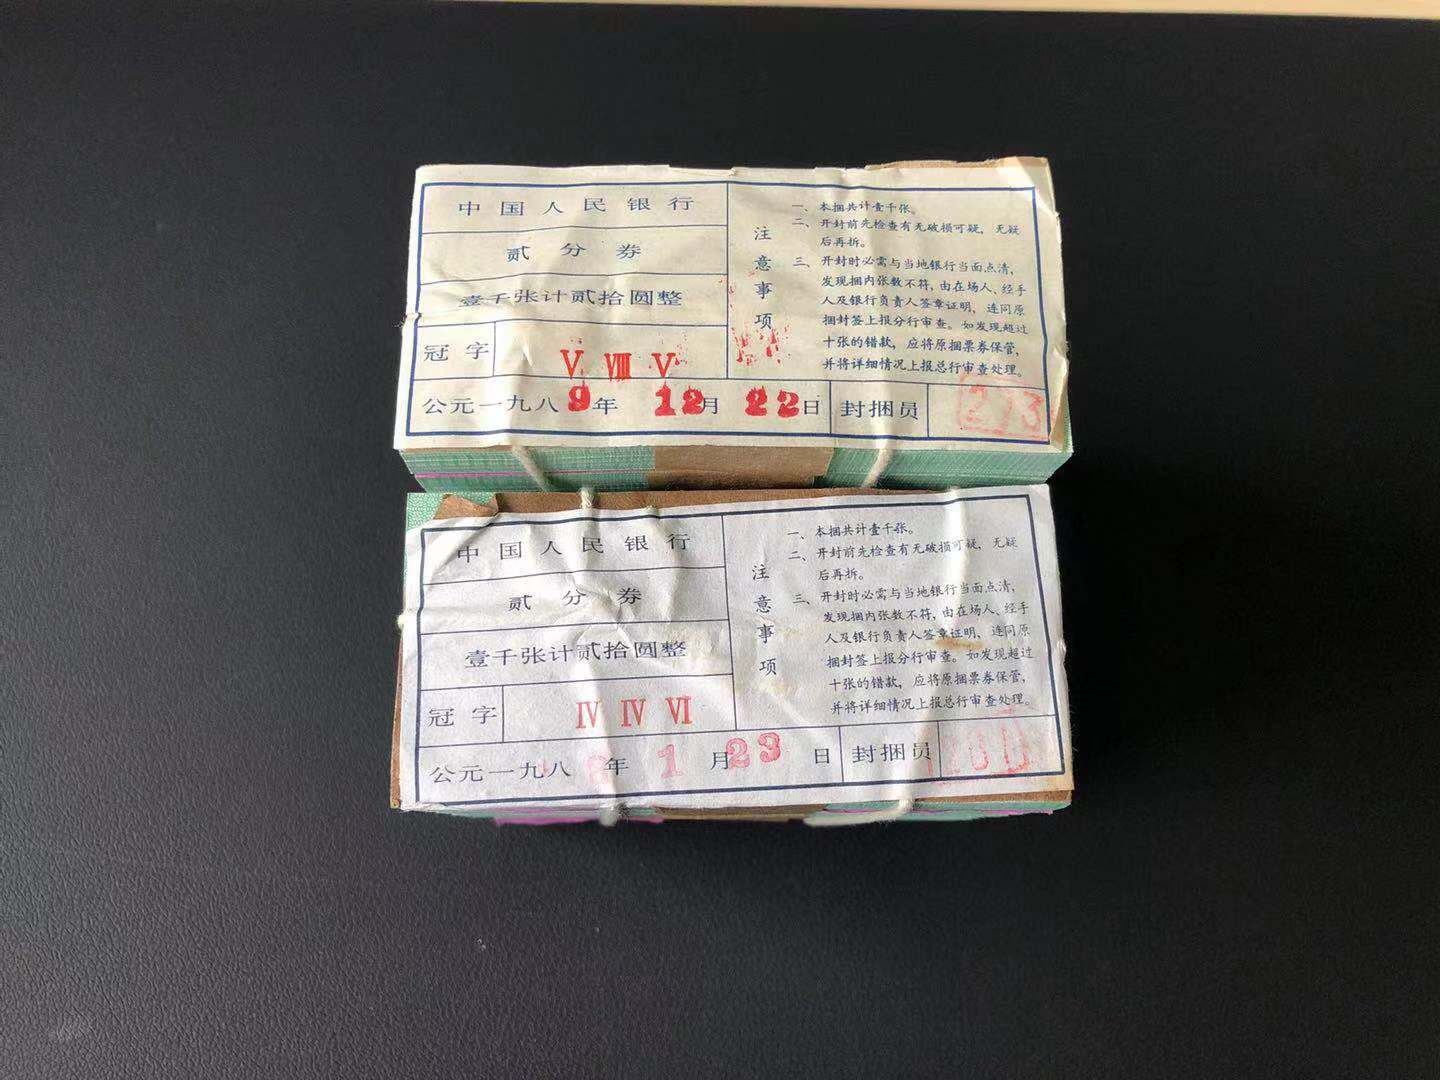 中国人民银行
贰分券
壹千张计贰拾圆整
冠字 Ⅴ Ⅷ Ⅴ
公元一九八9年12月22日
封捆员 273
注意事项
一、本捆共计壹千张。
二、开封前先检查有无破损可疑，无疑
后再拆。
三、开封时必需与当地银行当面点清，
发现捆内张数不符，由在场人、经手
人及银行负责人签章证明，连同原
捆封签上报分行审查。如发现超过
十张的错款，应将原捆票券保管，
并将详细情况上报总行审查处理。
中国人民银行
贰分券
壹千张计贰拾圆整
冠字 Ⅳ Ⅳ Ⅵ
公元一九八 年1月23日
封捆员
注意事项
一、本捆共计壹千张。
二、开封前先检查有无破损可疑，无疑
后再拆。
三、开封时必需与当地银行当面点清，
发现捆内张数不符，由在场人、经手
人及银行负责人签章证明，连同原
捆封签上报分行审查。如发现超过
十张的错款，应将原捆票券保管，
并将详细情况上报总行审查处理。